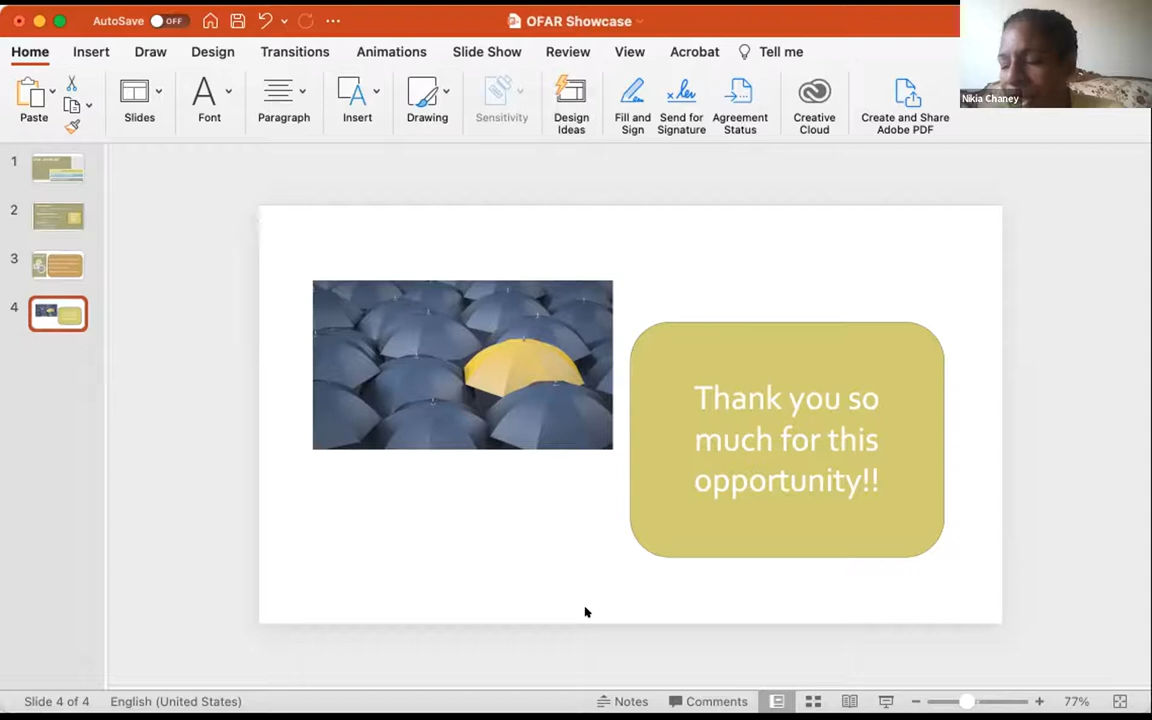 AutoSave OFF
OFAR Showcase
Home Insert Draw Design Transitions Animations Slide Show Review View Acrobat Tell me
Paste
Slides
Font
Paragraph
Insert
Drawing
Sensitivity
Design
Ideas
Fill and
Sign
Send for
Signature
Agreement
Status
Creative
Cloud
Create and Share
Adobe PDF
Nikia Chaney
1
2
3
4
Thank you so
much for this
opportunity!!
Slide 4 of 4 English (United States) Notes Comments 77%